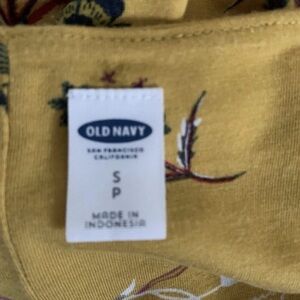 OLD NAVY
SAN FRANCISCO
CALIFORNIA
S
P
MADE IN
INDONESIA